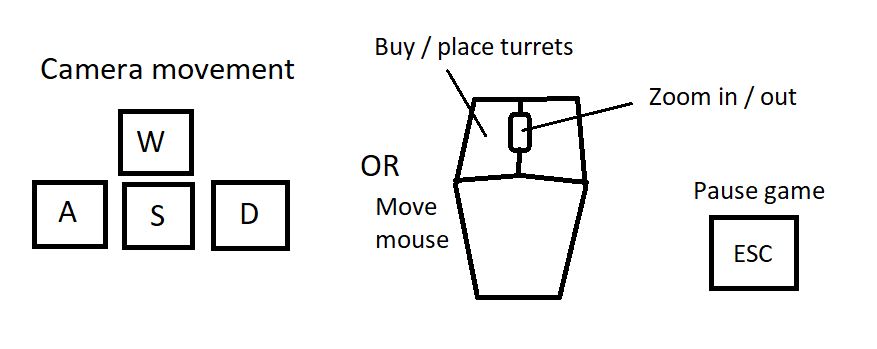 Camera movement
W
A
S
D
OR
Move
mouse
Buy / place turrets
Zoom in / out
Pause game
ESC